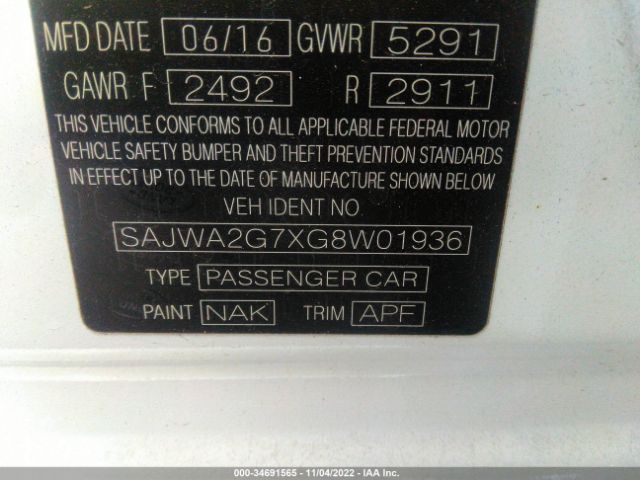 MFD DATE 06/16 GVWR 5291
GAWR F 2492 R 2911
THIS VEHICLE CONFORMS TO ALL APPLICABLE FEDERAL MOTOR
VEHICLE SAFETY BUMPER AND THEFT PREVENTION STANDARDS
IN EFFECT UP TO THE DATE OF MANUFACTURE SHOWN BELOW
VEH IDENT NO
SAJWA2G7XG8W01936
TYPE PASSENGER CAR
PAINT NAK TRIM APF
000-34691565 - 11/04/2022 - IAA Inc.